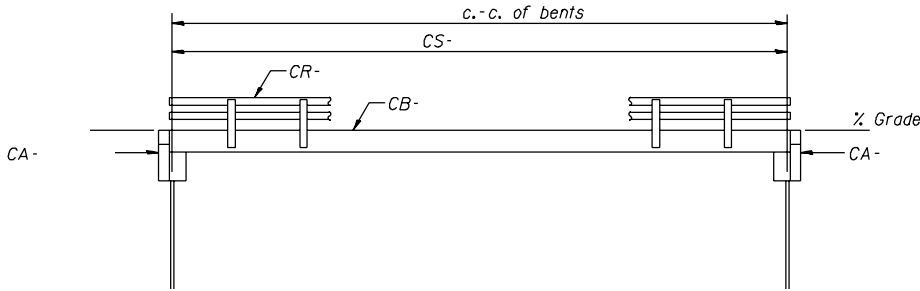 c.-c. of bents
CS-
CR-
CB-
% Grade
CA-
CA-